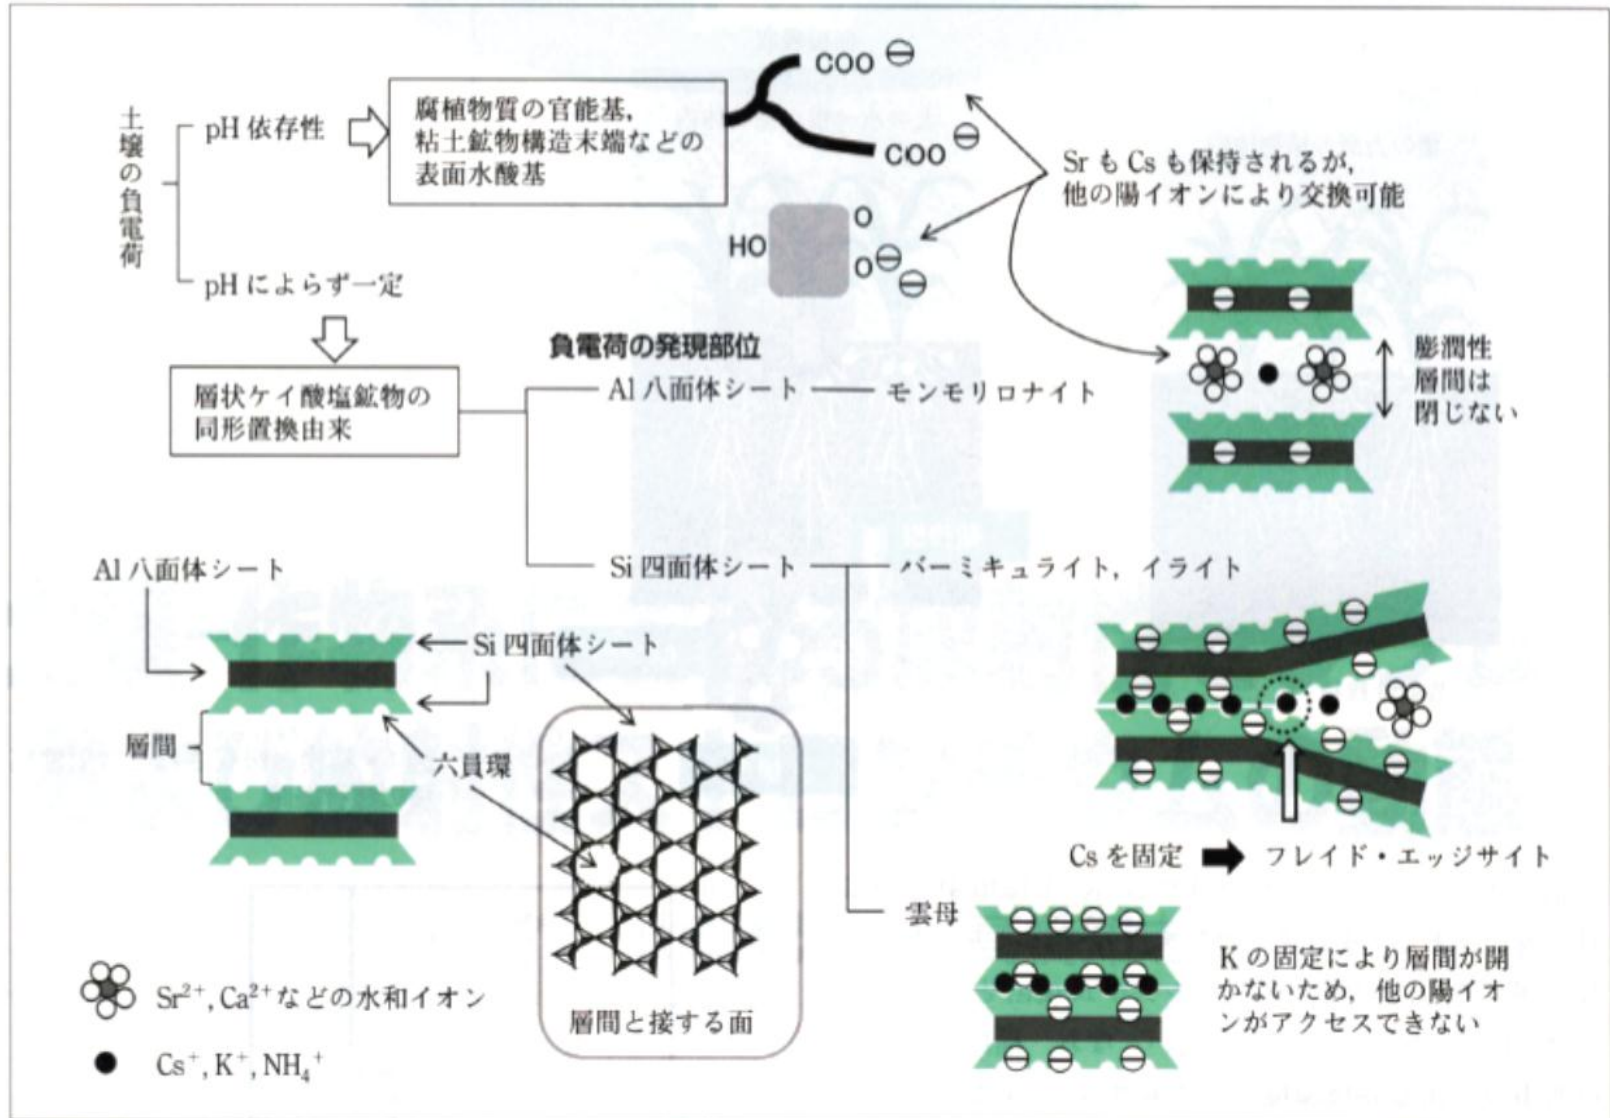 土壌の負電荷
pH 依存性
腐植物質の官能基,
粘土鉱物構造末端などの
表面水酸基
COO ⊖
COO ⊖
Sr も Cs も保持されるが,
他の陽イオンにより交換可能
HO
O
O ⊖
⊖
pH によらず一定
層状ケイ酸塩鉱物の
同形置換由来
負電荷の発現部位
Al 八面体シート
モンモリロナイト
膨潤性
層間は
閉じない
Si 四面体シート
バーミキュライト, イライト
Al 八面体シート
Si 四面体シート
層間
六員環
層間と接する面
Cs を固定 ➡ フレイド・エッジサイト
雲母
K の固定により層間が開
かないため, 他の陽イオ
ンがアクセスできない
Sr²⁺, Ca²⁺などの水和イオン
Cs⁺, K⁺, NH₄⁺